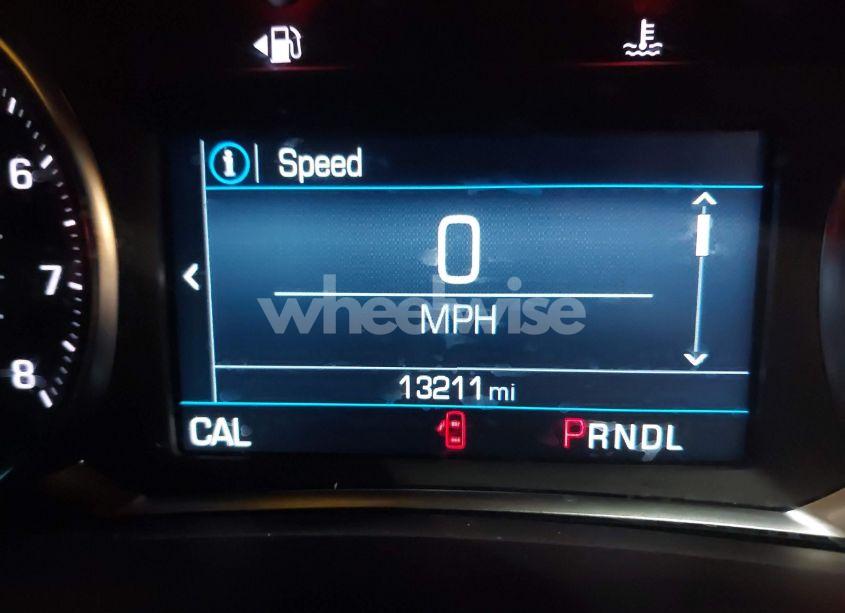 6
7
8
i Speed
0
MPH
wheelwise
13211 mi
CAL
PRNDL